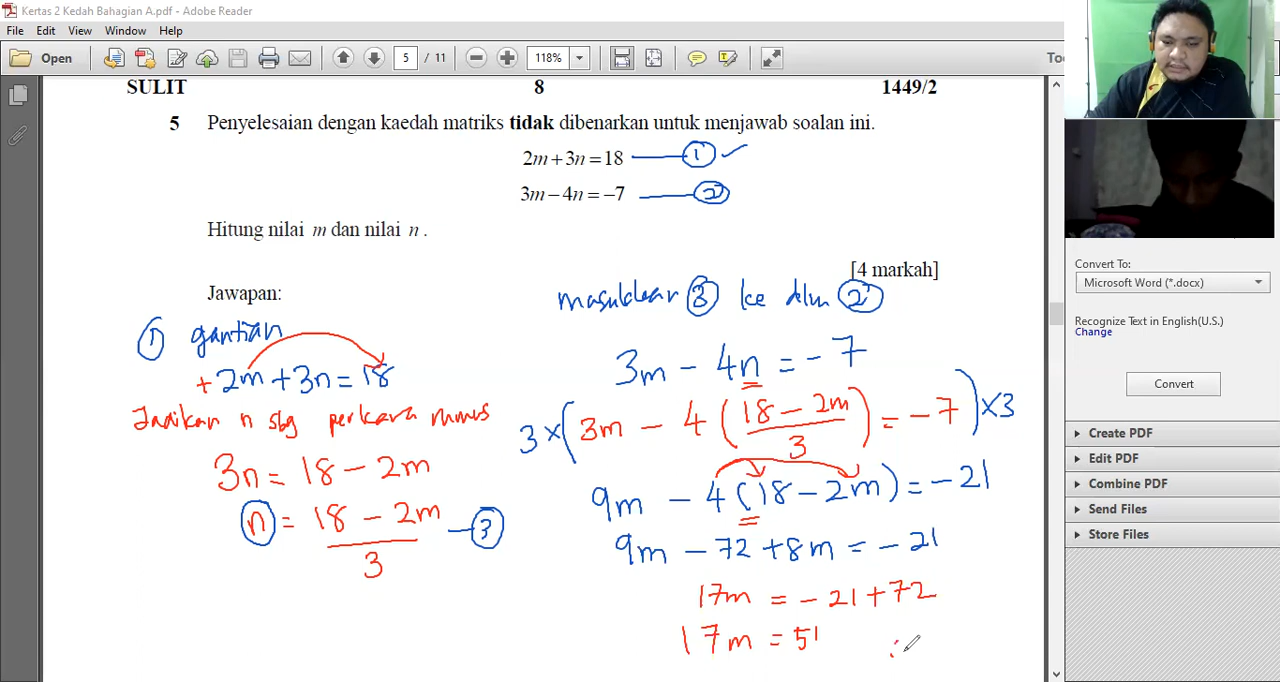 Kertas 2 Kedah Bahagian A.pdf - Adobe Reader
File Edit View Window Help
Open 5 / 11 118%
SULIT 8 1449/2
5 Penyelesaian dengan kaedah matriks tidak dibenarkan untuk menjawab soalan ini.
2m + 3n = 18 1
3m − 4n = −7 2
Hitung nilai m dan nilai n .
[4 markah]
Jawapan:
1 gantian
+2m + 3n = 18
Jadikan n sbg perkara rumus
3n = 18 − 2m
n = (18 − 2m)/3 — 3
masukkan 3 ke dlm 2
3m − 4n = −7
3×(3m − 4((18 − 2m)/3) = −7)×3
9m − 4(18 − 2m) = −21
9m − 72 + 8m = −21
17m = −21 + 72
17m = 51
Convert To:
Microsoft Word (*.docx)
Recognize Text in English(U.S.)
Change
Convert
Create PDF
Edit PDF
Combine PDF
Send Files
Store Files